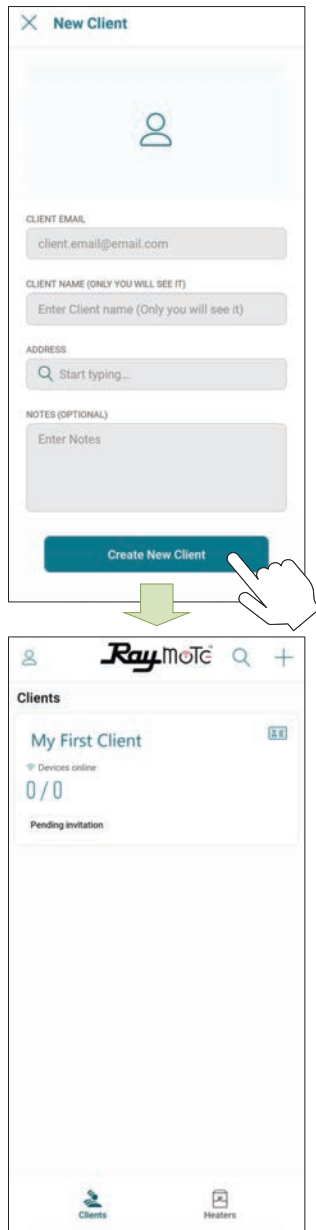 New Client
CLIENT EMAIL
client.email@email.com
CLIENT NAME (ONLY YOU WILL SEE IT)
Enter Client name (Only you will see it)
ADDRESS
Start typing...
NOTES (OPTIONAL)
Enter Notes
Create New Client
RayMoTe
Clients
My First Client
Devices online
0/0
Pending invitation
Clients
Heaters